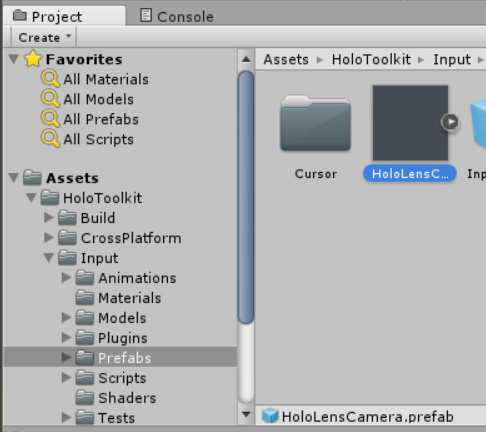 Project
Console
Create
Favorites
All Materials
All Models
All Prefabs
All Scripts
Assets
HoloToolkit
Build
CrossPlatform
Input
Animations
Materials
Models
Plugins
Prefabs
Scripts
Shaders
Tests
Assets HoloToolkit Input
Cursor
HoloLensC...
Inp
HoloLensCamera.prefab